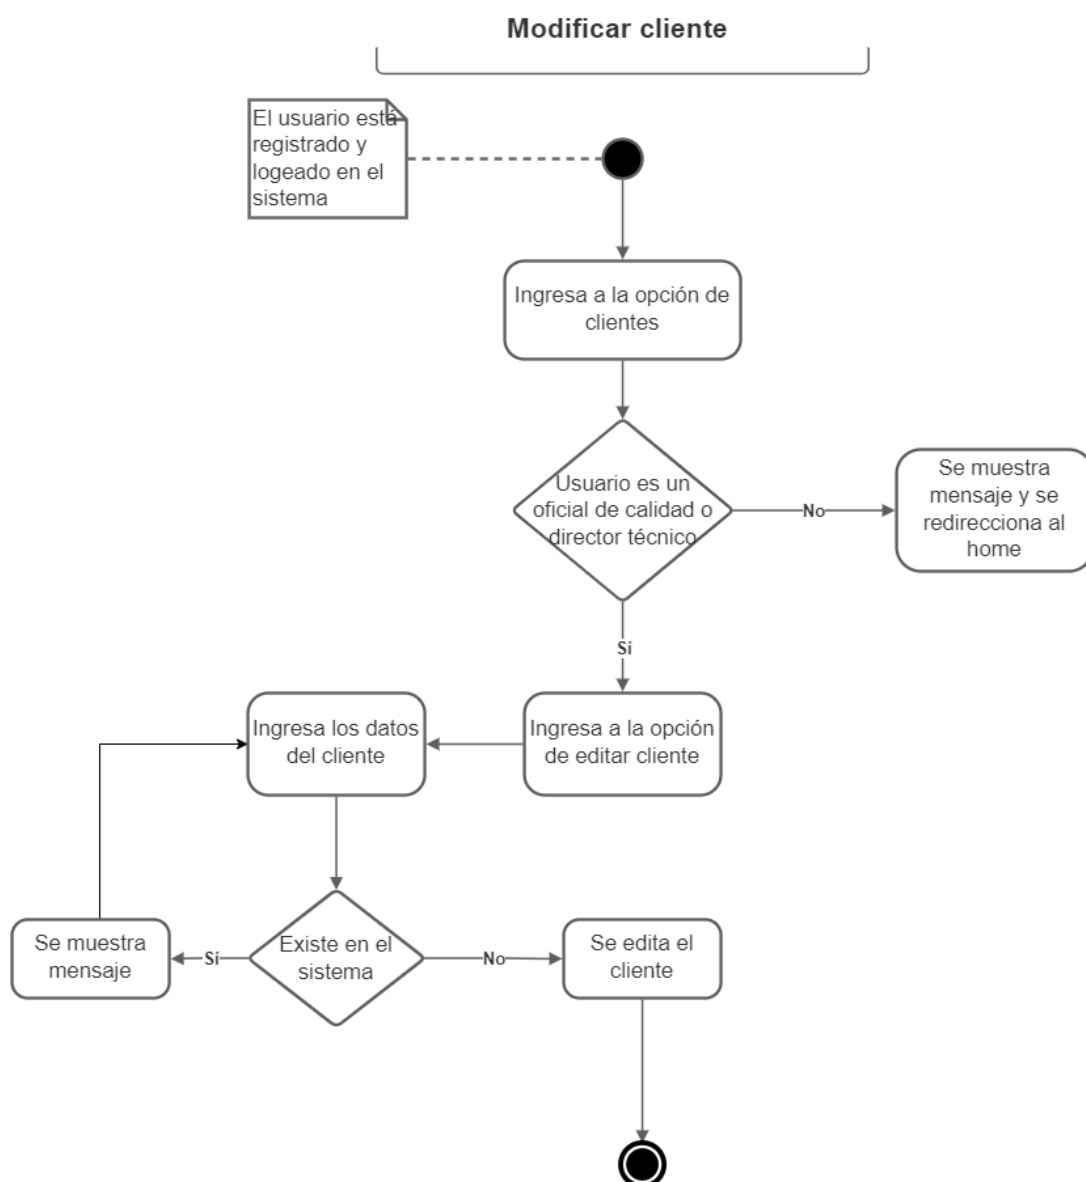 Modificar cliente
El usuario está
registrado y
logeado en el
sistema
Ingresa a la opción de
clientes
Usuario es un
oficial de calidad o
director técnico
No
Se muestra
mensaje y se
redirecciona al
home
Sí
Ingresa los datos
del cliente
Ingresa a la opción
de editar cliente
Se muestra
mensaje
Sí
Existe en el
sistema
No
Se edita el
cliente